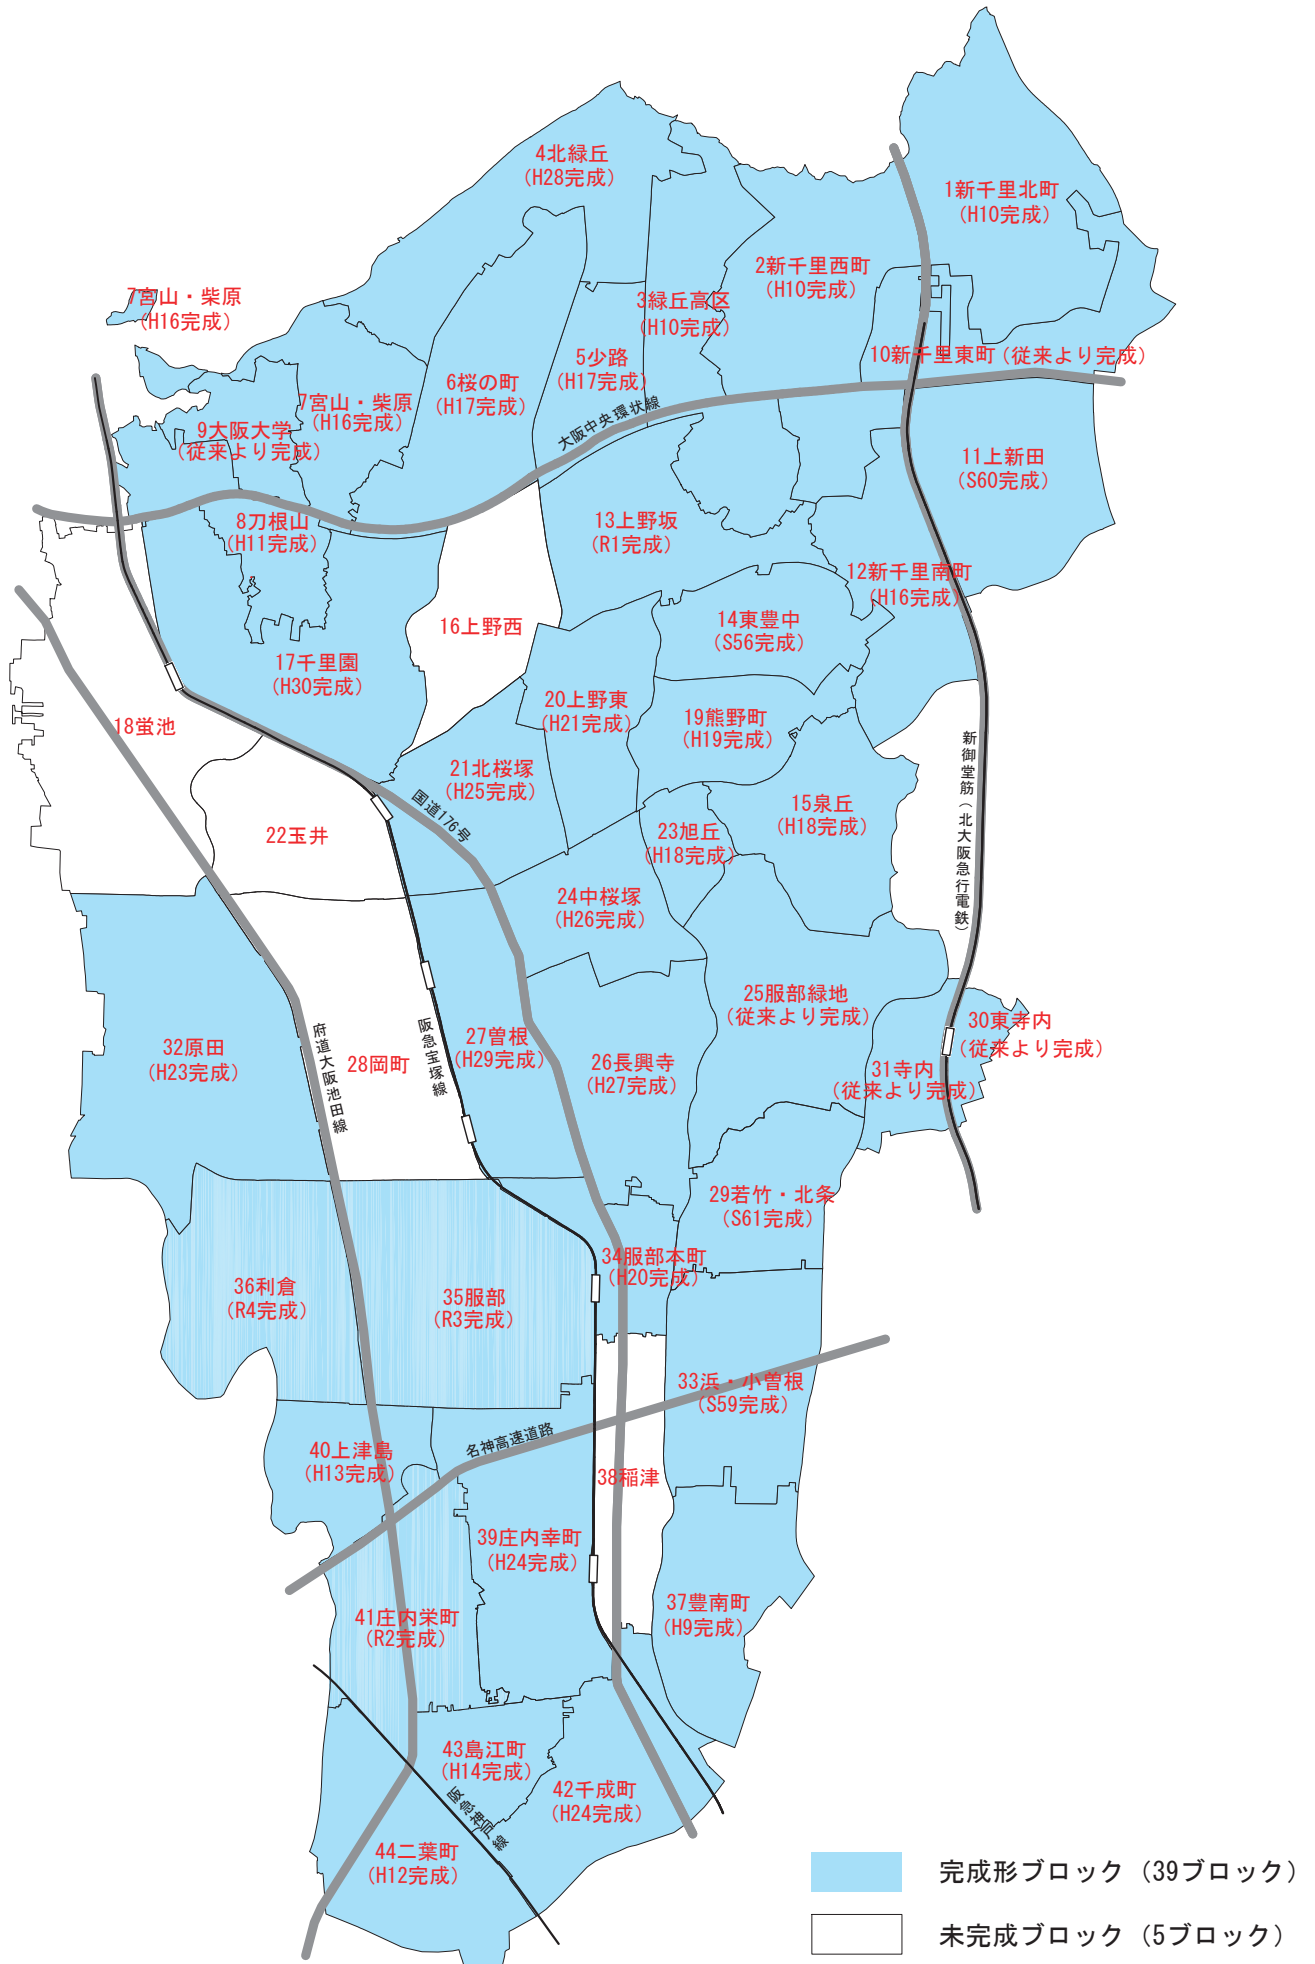 4北緑丘
(H28完成)
1新千里北町
(H10完成)
2新千里西町
(H10完成)
7宮山・柴原
(H16完成)
3緑丘高区
(H10完成)
10新千里東町(従来より完成)
5少路
(H17完成)
6桜の町
(H17完成)
7宮山・柴原
(H16完成)
9大阪大学
(従来より完成)
大阪中央環状線
11上新田
(S60完成)
8刀根山
(H11完成)
13上野坂
(R1完成)
12新千里南町
(H16完成)
16上野西
14東豊中
(S56完成)
17千里園
(H30完成)
20上野東
(H21完成)
19熊野町
(H19完成)
18蛍池
新御堂筋(北大阪急行電鉄)
21北桜塚
(H25完成)
国道176号
15泉丘
(H18完成)
22玉井
23旭丘
(H18完成)
24中桜塚
(H26完成)
25服部緑地
(従来より完成)
30東寺内
(従来より完成)
32原田
(H23完成)
府道大阪池田線
28岡町
阪急宝塚線
27曽根
(H29完成)
26長興寺
(H27完成)
31寺内
(従来より完成)
29若竹・北条
(S61完成)
34服部本町
(H20完成)
36利倉
(R4完成)
35服部
(R3完成)
33浜・小曽根
(S59完成)
名神高速道路
40上津島
(H13完成)
38稲津
39庄内幸町
(H24完成)
37豊南町
(H9完成)
41庄内栄町
(R2完成)
43島江町
(H14完成)
阪急神戸線
42千成町
(H24完成)
44二葉町
(H12完成)
完成形ブロック (39ブロック)
未完成ブロック (5ブロック)